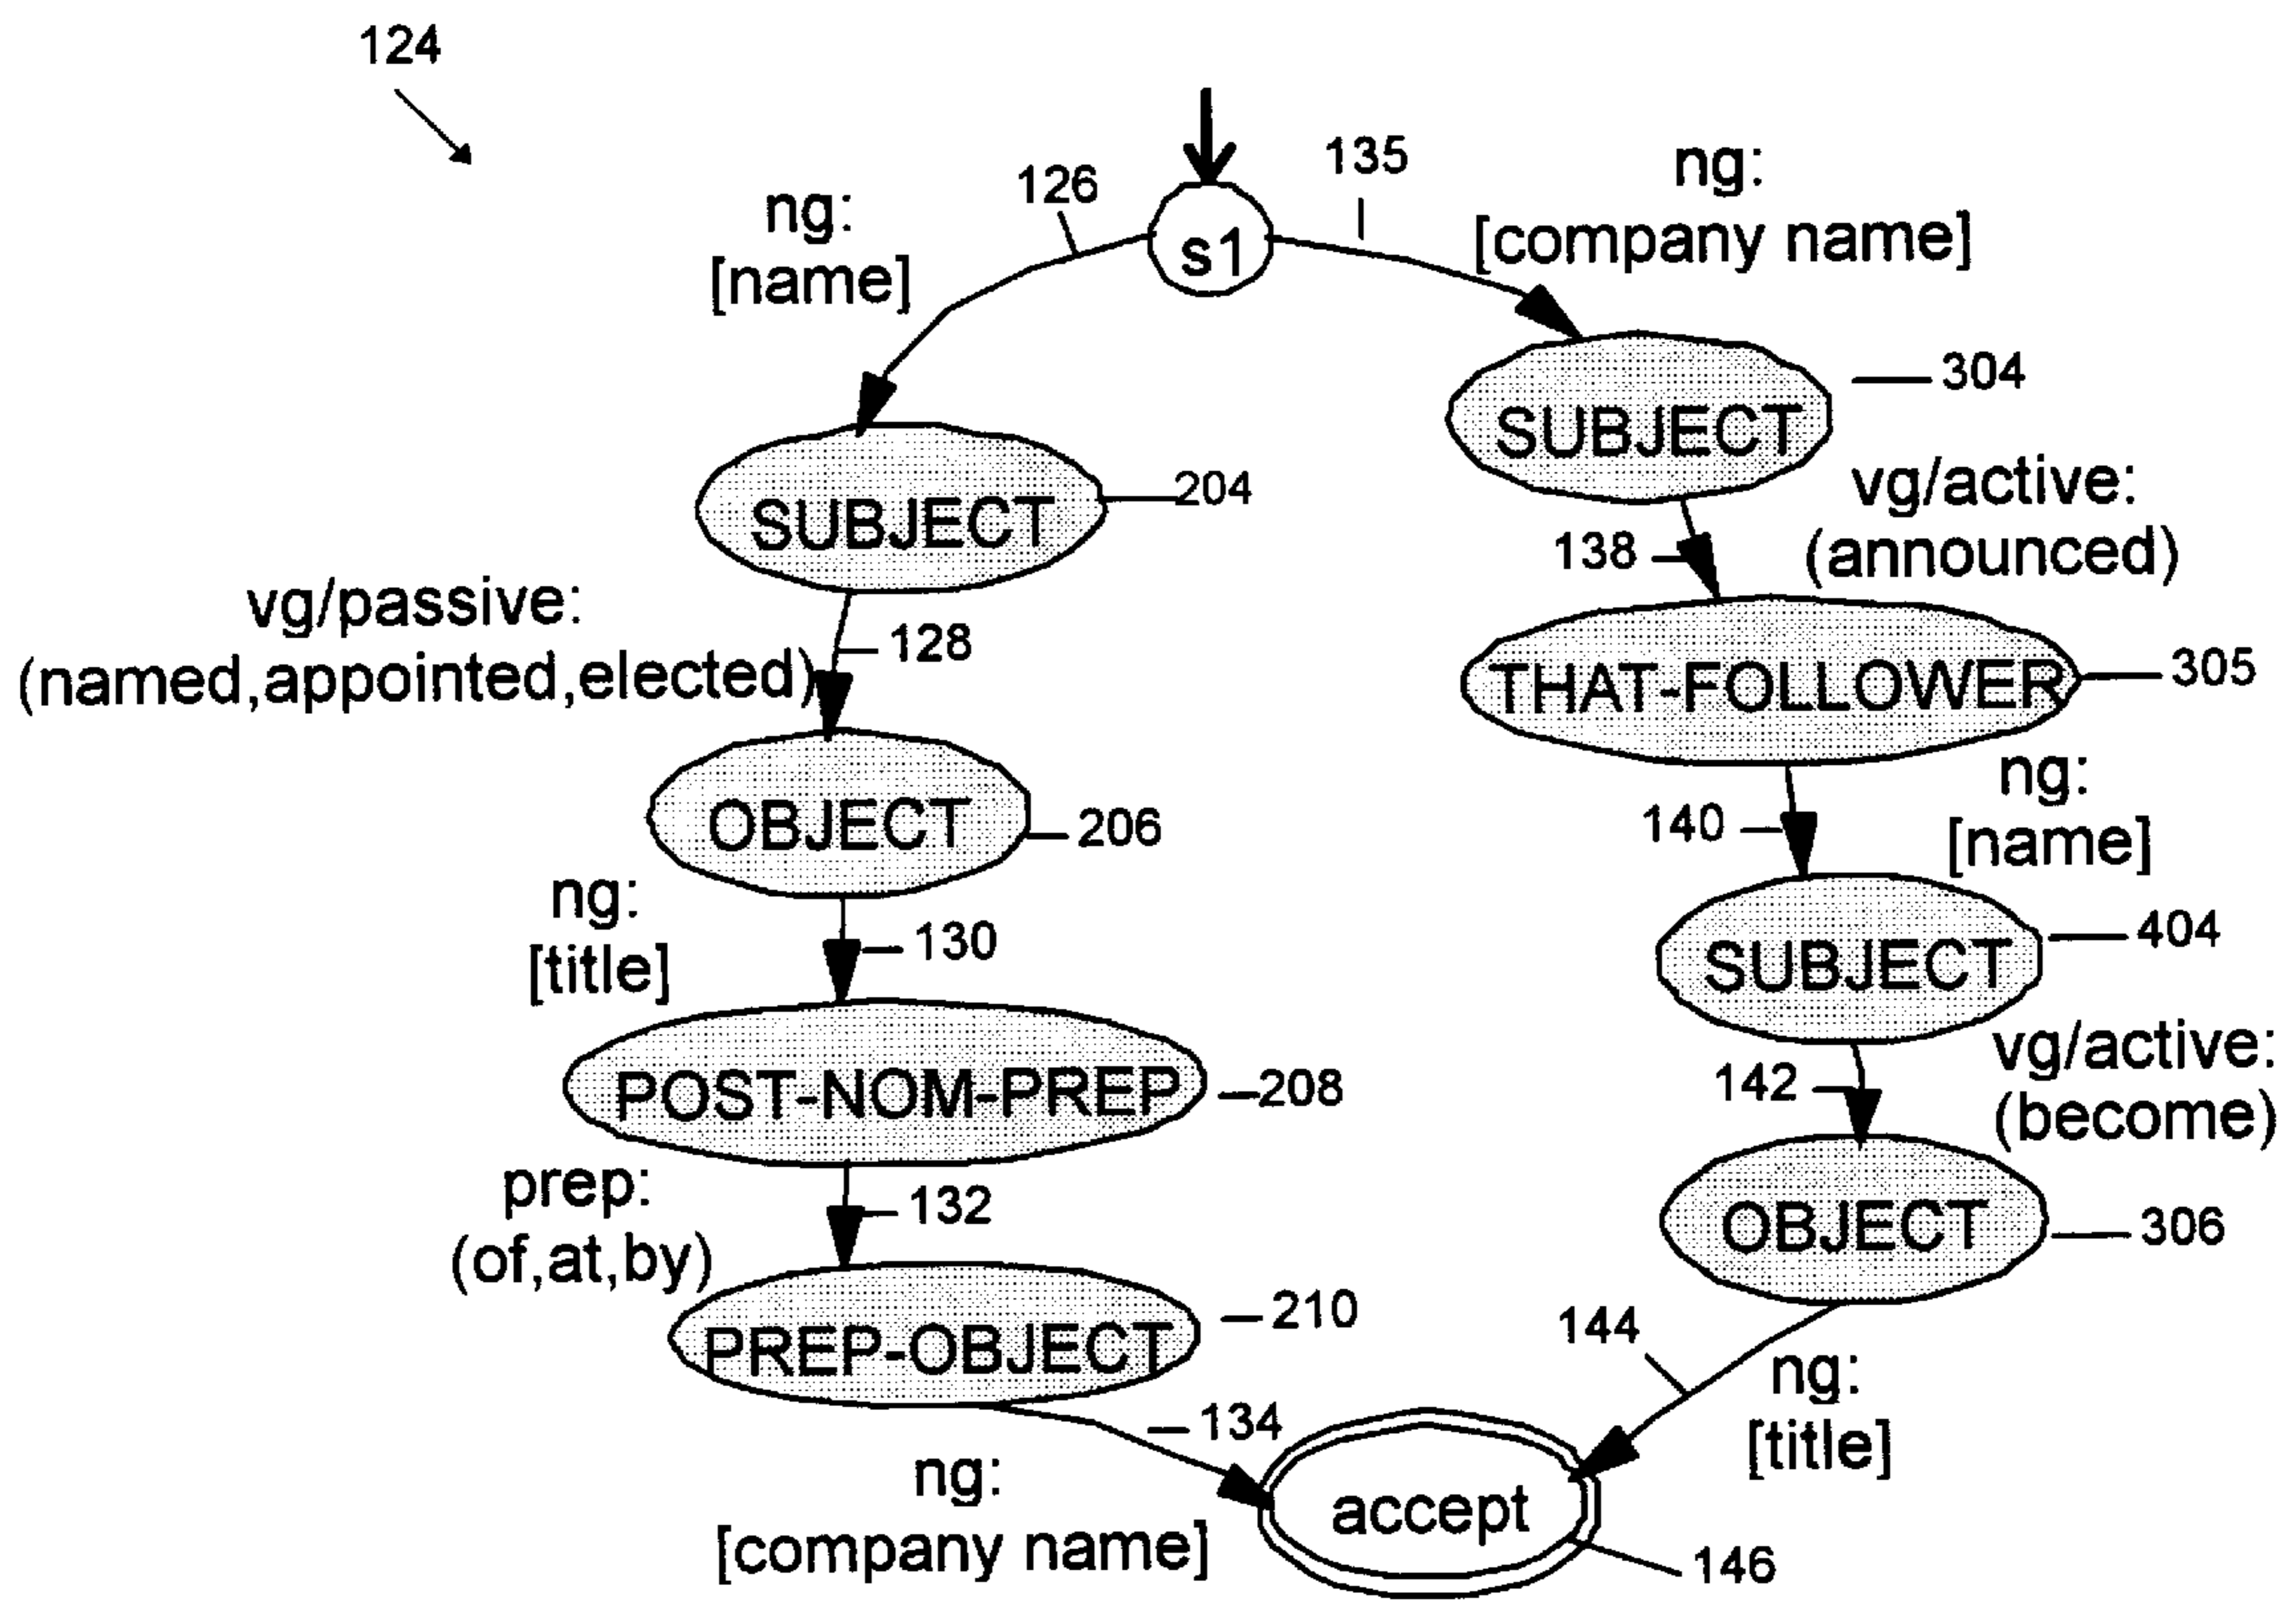 124
126
135
ng:
[company name]
ng:
[name]
s1
304
SUBJECT
204
SUBJECT
vg/active:
(announced)
138
vg/passive:
(named,appointed,elected)
128
THAT-FOLLOWER
305
OBJECT
206
140
ng:
[name]
ng:
[title]
130
SUBJECT
404
POST-NOM-PREP
208
142
vg/active:
(become)
prep:
(of,at,by)
132
OBJECT
306
PREP-OBJECT
210
144
ng:
[title]
134
ng:
[company name]
accept
146